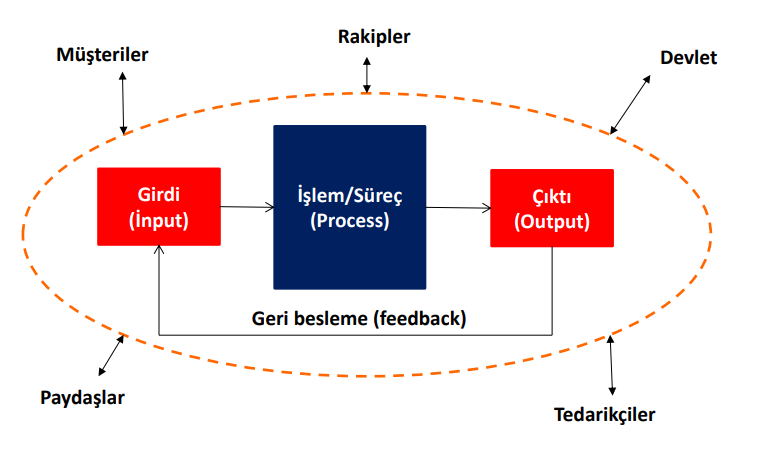 Rakipler
Müşteriler
Devlet
Girdi
(İnput)
İşlem/Süreç
(Process)
Çıktı
(Output)
Geri besleme (feedback)
Paydaşlar
Tedarikçiler